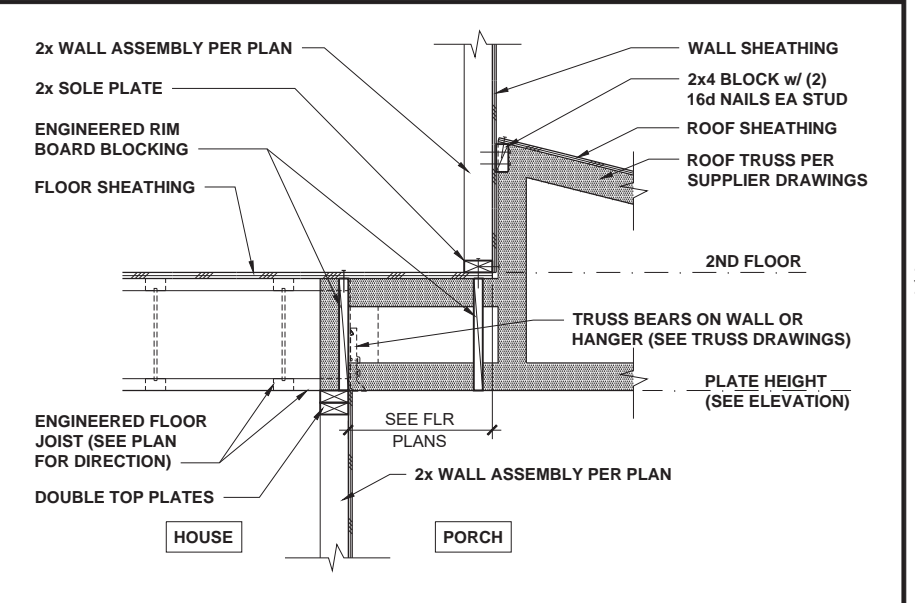 2x WALL ASSEMBLY PER PLAN
2x SOLE PLATE
ENGINEERED RIM
BOARD BLOCKING
FLOOR SHEATHING
WALL SHEATHING
2x4 BLOCK w/ (2)
16d NAILS EA STUD
ROOF SHEATHING
ROOF TRUSS PER
SUPPLIER DRAWINGS
2ND FLOOR
TRUSS BEARS ON WALL OR
HANGER (SEE TRUSS DRAWINGS)
PLATE HEIGHT
(SEE ELEVATION)
ENGINEERED FLOOR
JOIST (SEE PLAN
FOR DIRECTION)
DOUBLE TOP PLATES
SEE FLR
PLANS
2x WALL ASSEMBLY PER PLAN
HOUSE
PORCH